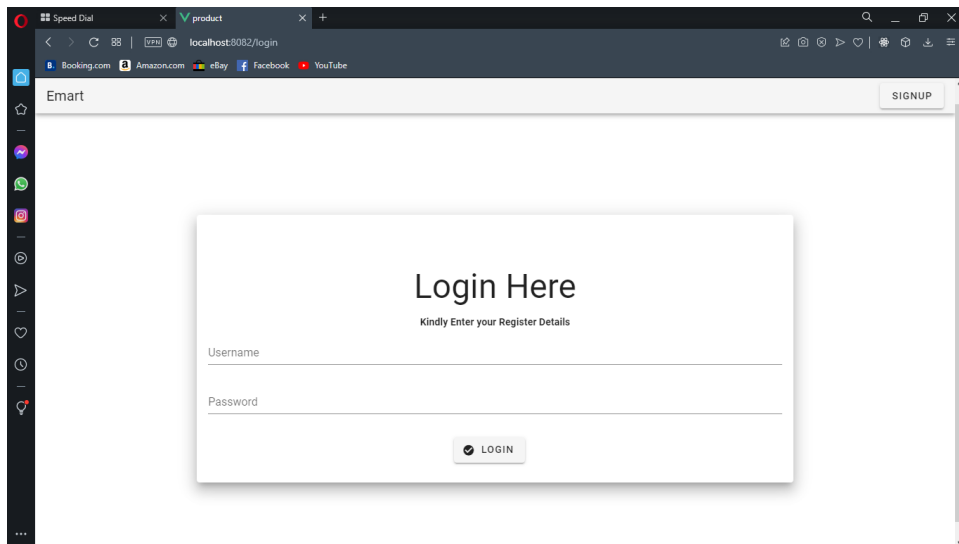 Speed Dial
product
VPN
localhost:8082/login
B. Booking.com
a Amazon.com
eBay
f Facebook
YouTube
Emart
SIGNUP
Login Here
Kindly Enter your Register Details
Username
Password
LOGIN